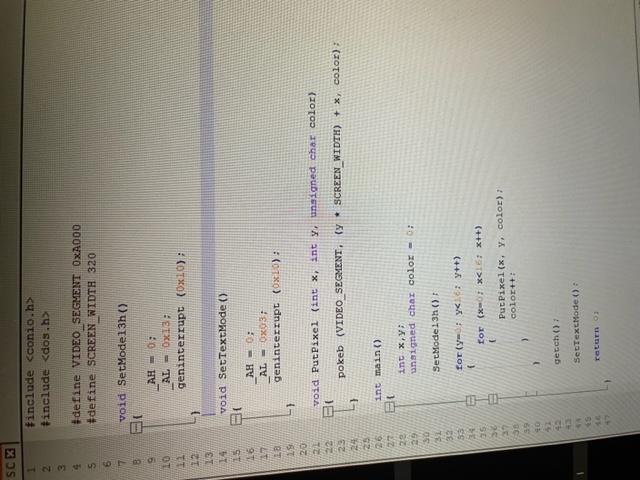 SC
1 #include <conio.h>
2 #include <dos.h>
3
4 #define VIDEO_SEGMENT 0xA000
5 #define SCREEN_WIDTH 320
6
7 void SetMode13h()
8 {
9 _AH = 0;
10 _AL = 0x13;
11 geninterrupt (0x10);
12 }
13
14 void SetTextMode()
15 {
16 _AH = 0;
17 _AL = 0x03;
18 geninterrupt (0x10);
19 }
20
21 void PutPixel (int x, int y, unsigned char color)
22 {
23 pokeb (VIDEO_SEGMENT, (y * SCREEN_WIDTH) + x, color);
24 }
25
26 int main()
27 {
28 int x,y;
29 unsigned char color = 0;
30
31 SetMode13h();
32
33 for(y=0; y<16; y++)
34 {
35 for (x=0; x<16; x++)
36 {
37 PutPixel(x, y, color);
38 color++;
39 }
40 }
41
42 getch();
43
44 SetTextMode();
45
46 return 0;
47 }